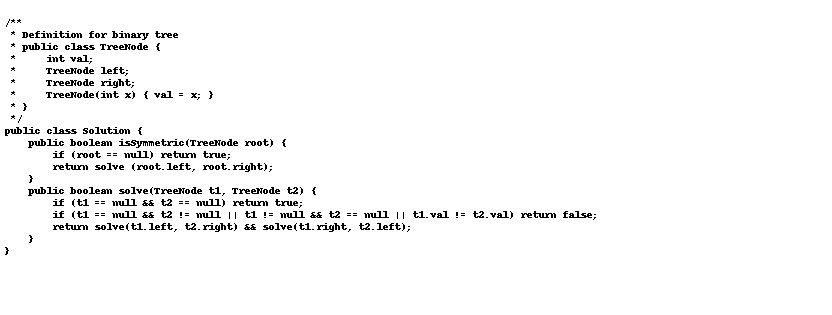 /**
 * Definition for binary tree
 * public class TreeNode {
 *     int val;
 *     TreeNode left;
 *     TreeNode right;
 *     TreeNode(int x) { val = x; }
 * }
 */
public class Solution {
    public boolean isSymmetric(TreeNode root) {
        if (root == null) return true;
        return solve (root.left, root.right);
    }
    public boolean solve(TreeNode t1, TreeNode t2) {
        if (t1 == null && t2 == null) return true;
        if (t1 == null && t2 != null || t1 != null && t2 == null || t1.val != t2.val) return false;
        return solve(t1.left, t2.right) && solve(t1.right, t2.left);
    }
}